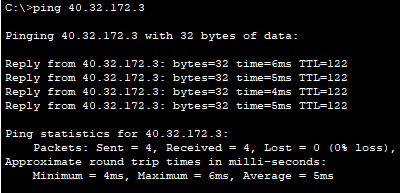 C:\>ping 40.32.172.3
Pinging 40.32.172.3 with 32 bytes of data:
Reply from 40.32.172.3: bytes=32 time=6ms TTL=122
Reply from 40.32.172.3: bytes=32 time=5ms TTL=122
Reply from 40.32.172.3: bytes=32 time=4ms TTL=122
Reply from 40.32.172.3: bytes=32 time=5ms TTL=122
Ping statistics for 40.32.172.3:
    Packets: Sent = 4, Received = 4, Lost = 0 (0% loss),
Approximate round trip times in milli-seconds:
    Minimum = 4ms, Maximum = 6ms, Average = 5ms